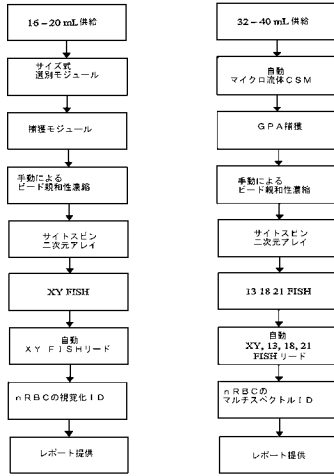 16-20 mL供給
サイズ式
選別モジュール
捕獲モジュール
手動による
ビード親和性濃縮
サイトスピン
二次元アレイ
XY FISH
自動
XY FISHリード
nRBCの視覚化ID
レポート提供
32-40 mL供給
自動
マイクロ流体CSM
GPA捕獲
手動による
ビード親和性濃縮
サイトスピン
二次元アレイ
13 18 21 FISH
自動
XY, 13, 18, 21
FISHリード
nRBCの
マルチスペクトルID
レポート提供